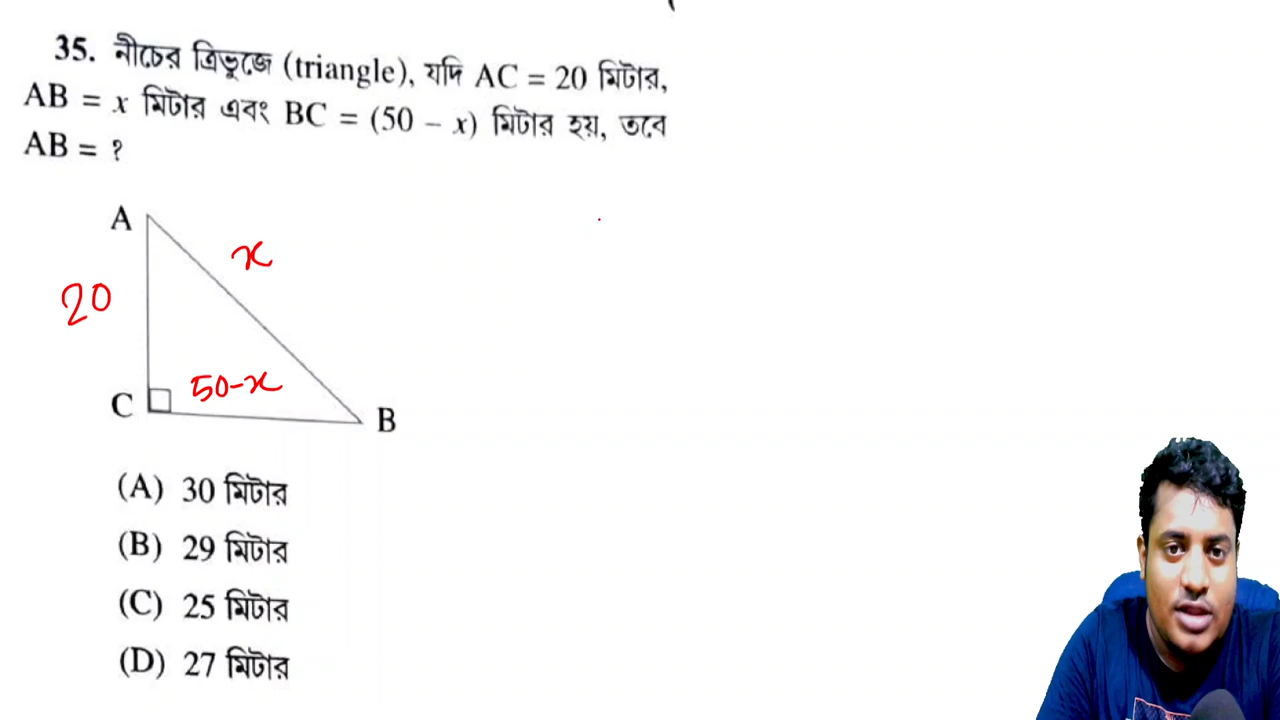 35. নীচের ত্রিভুজে (triangle), যদি AC = 20 মিটার,
AB = x মিটার এবং BC = (50 – x) মিটার হয়, তবে
AB = ?
A
x
20
50-x
C
B
(A) 30 মিটার
(B) 29 মিটার
(C) 25 মিটার
(D) 27 মিটার